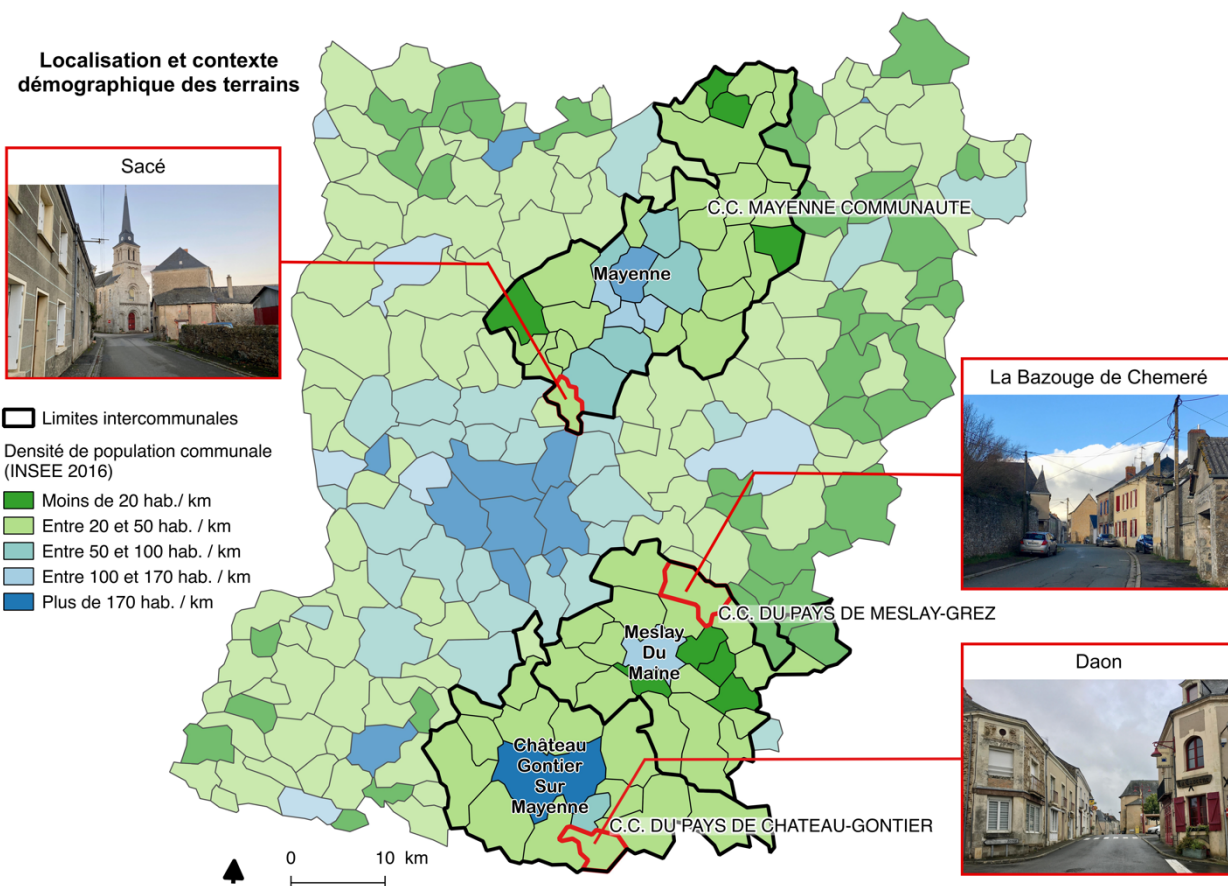 Localisation et contexte
démographique des terrains
Sacé
C.C. MAYENNE COMMUNAUTE
Mayenne
La Bazouge de Chemeré
Limites intercommunales
Densité de population communale
(INSEE 2016)
Moins de 20 hab./ km
Entre 20 et 50 hab. / km
Entre 50 et 100 hab. / km
Entre 100 et 170 hab. / km
Plus de 170 hab. / km
C.C. DU PAYS DE MESLAY-GREZ
Meslay
Du
Maine
Daon
Château
Gontier
Sur
Mayenne
C.C. DU PAYS DE CHATEAU-GONTIER
0 10 km